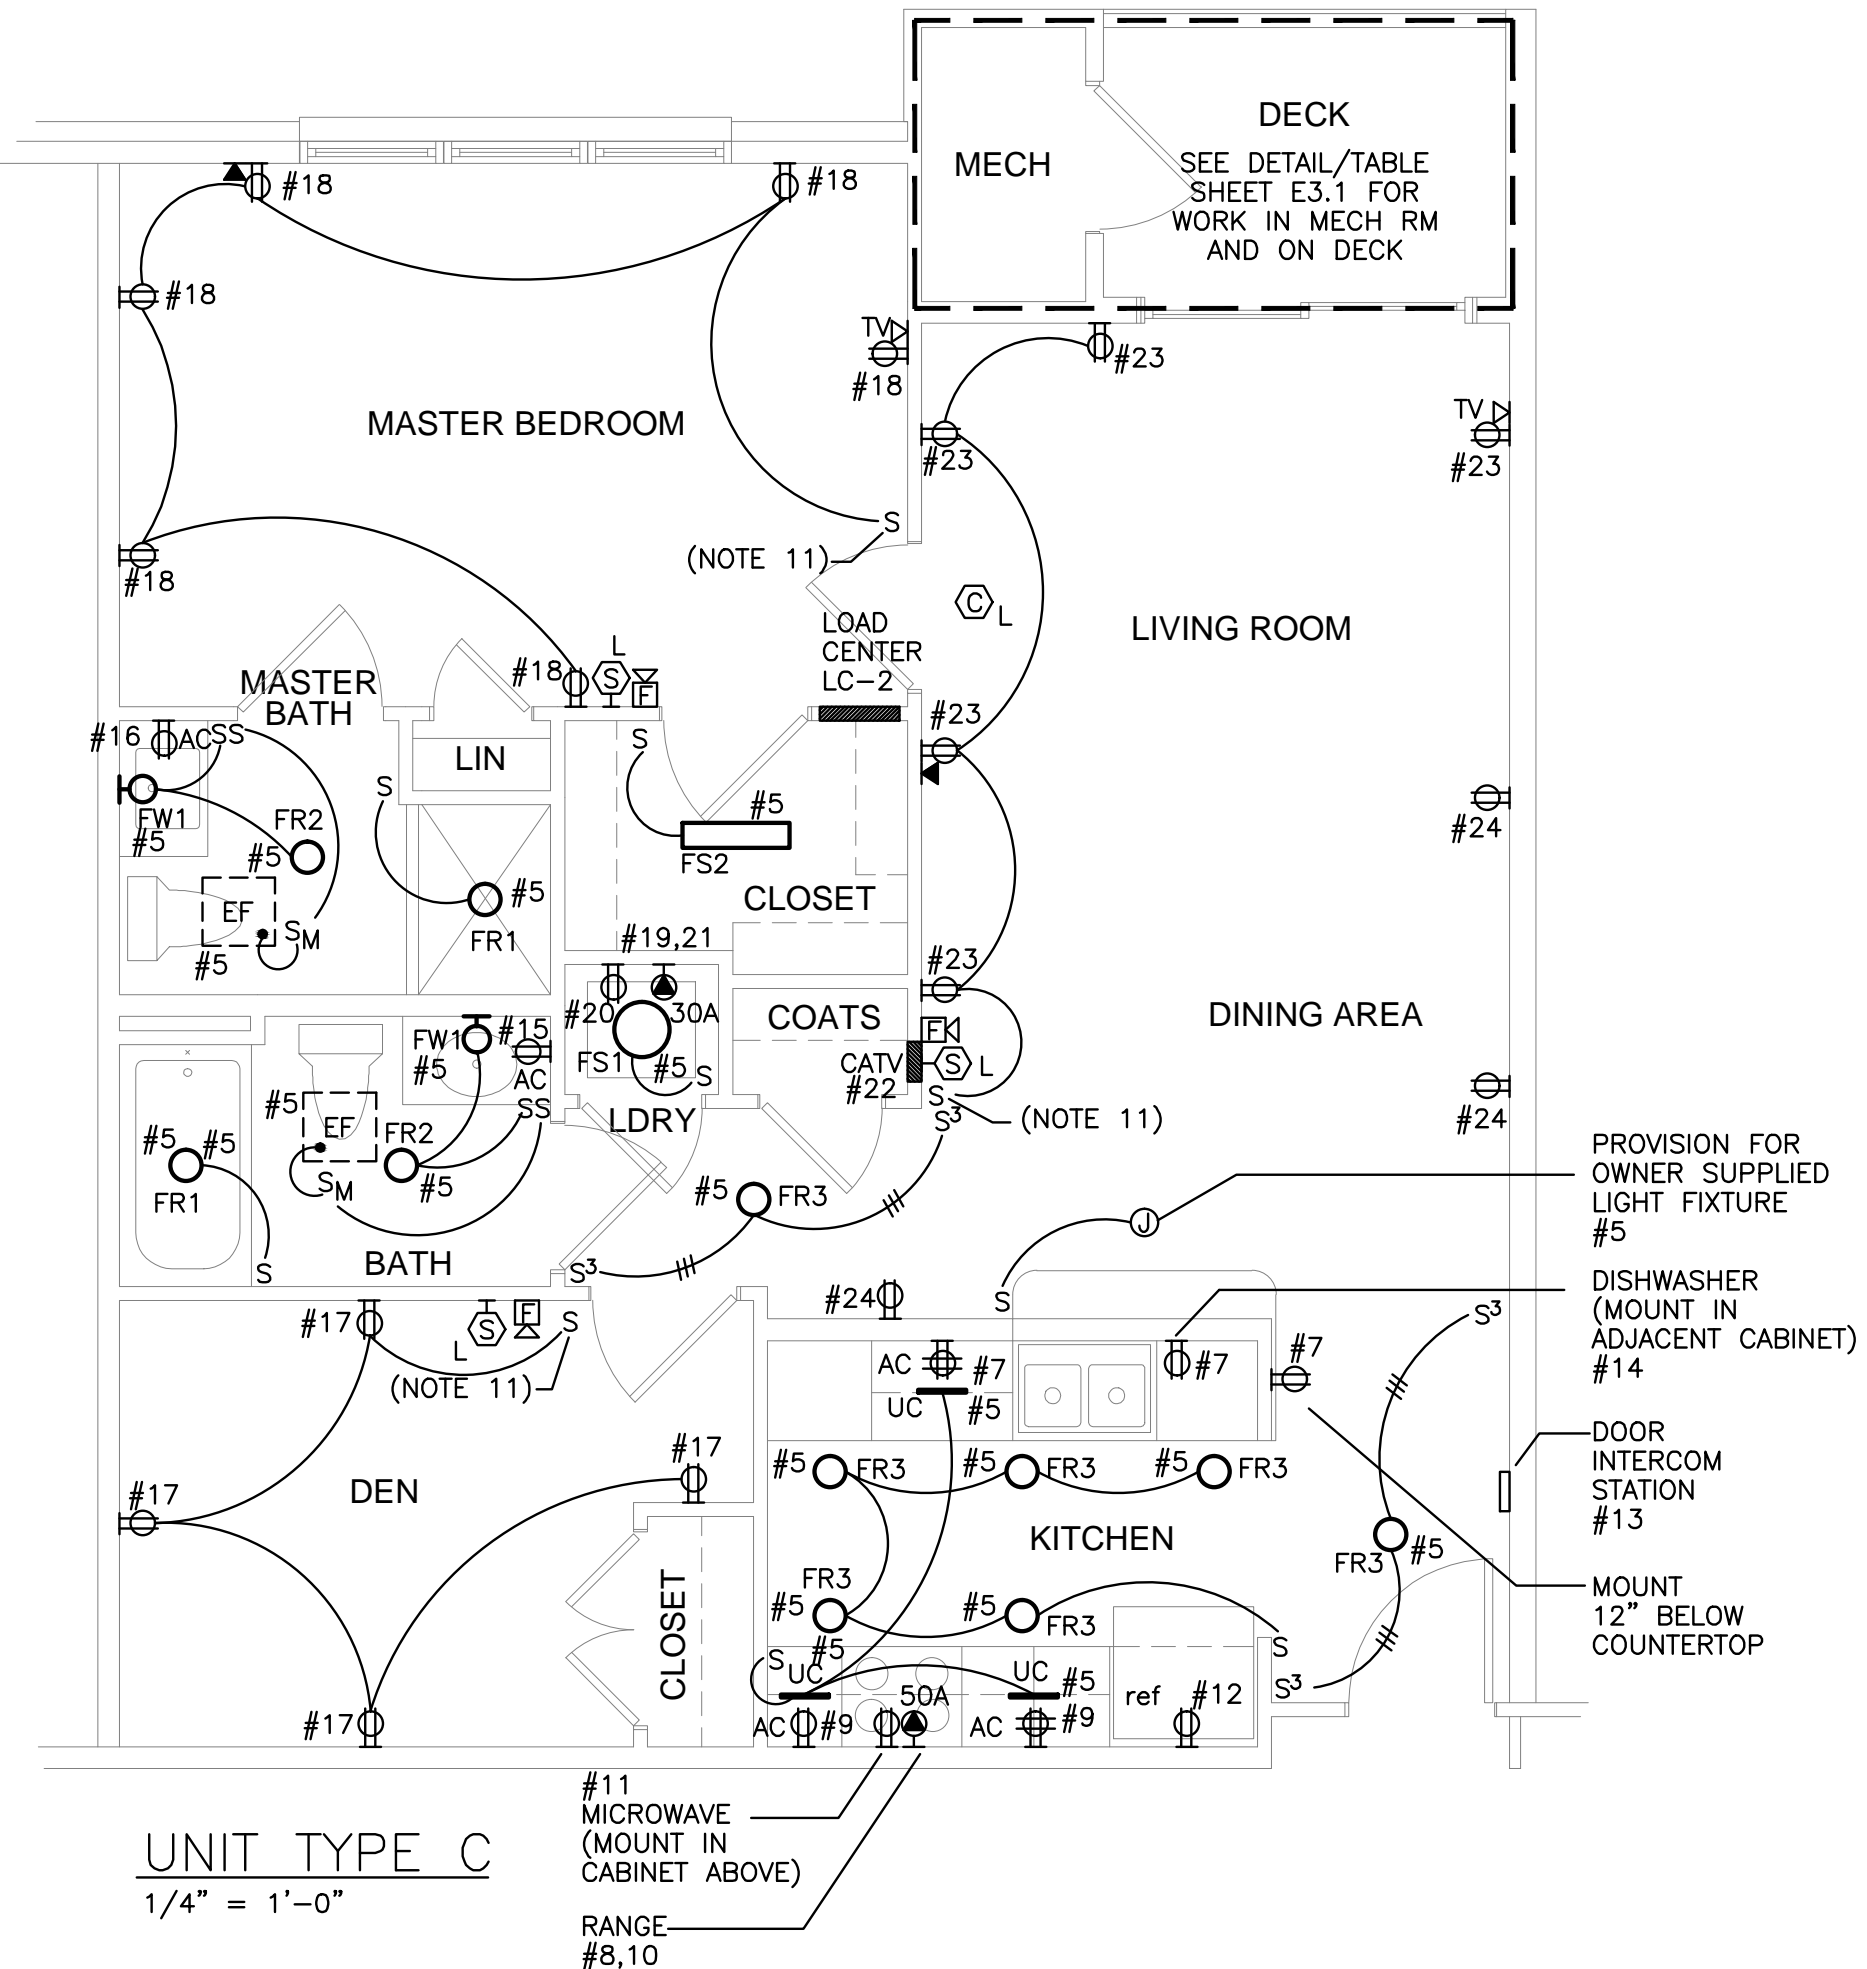 DECK
MECH
SEE DETAIL/TABLE
SHEET E3.1 FOR
WORK IN MECH RM
AND ON DECK
#18
#18
#18
TV
#18
#23
MASTER BEDROOM
TV
#23
#23
S
(NOTE 11)
#18
C L
LOAD
CENTER
LC-2
LIVING ROOM
L
#18 S
F
MASTER
BATH
#16 AC SS
#23
LIN
S
S
FW1
#5
FR2
#5
#5
FS2
#24
CLOSET
EF
SM
#5
#5
FR1
#19,21
#23
#20
30A
COATS
DINING AREA
FW1
#5
#15
AC
SS
FS1
#5 S
F
CATV
#22
S L
S
S3
(NOTE 11)
LDRY
#24
#5
EF
SM
FR2
#5
#5 #5
FR1
S
BATH
#5 FR3
S3
PROVISION FOR
OWNER SUPPLIED
LIGHT FIXTURE
#5
J
S
#24
DISHWASHER
(MOUNT IN
ADJACENT CABINET)
#14
S3
#17
L
S
F
S
(NOTE 11)
AC #7
UC #5
#7
#7
DOOR
INTERCOM
STATION
#13
#17
#17
DEN
#5 FR3
#5 FR3
#5 FR3
KITCHEN
FR3 #5
CLOSET
FR3
#5
#5
#5 FR3
MOUNT
12” BELOW
COUNTERTOP
S
S
UC
UC #5
S3
50A
ref #12
#17
AC #9
AC #9
#11
MICROWAVE
(MOUNT IN
CABINET ABOVE)
RANGE
#8,10
UNIT TYPE C
1/4” = 1’-0”